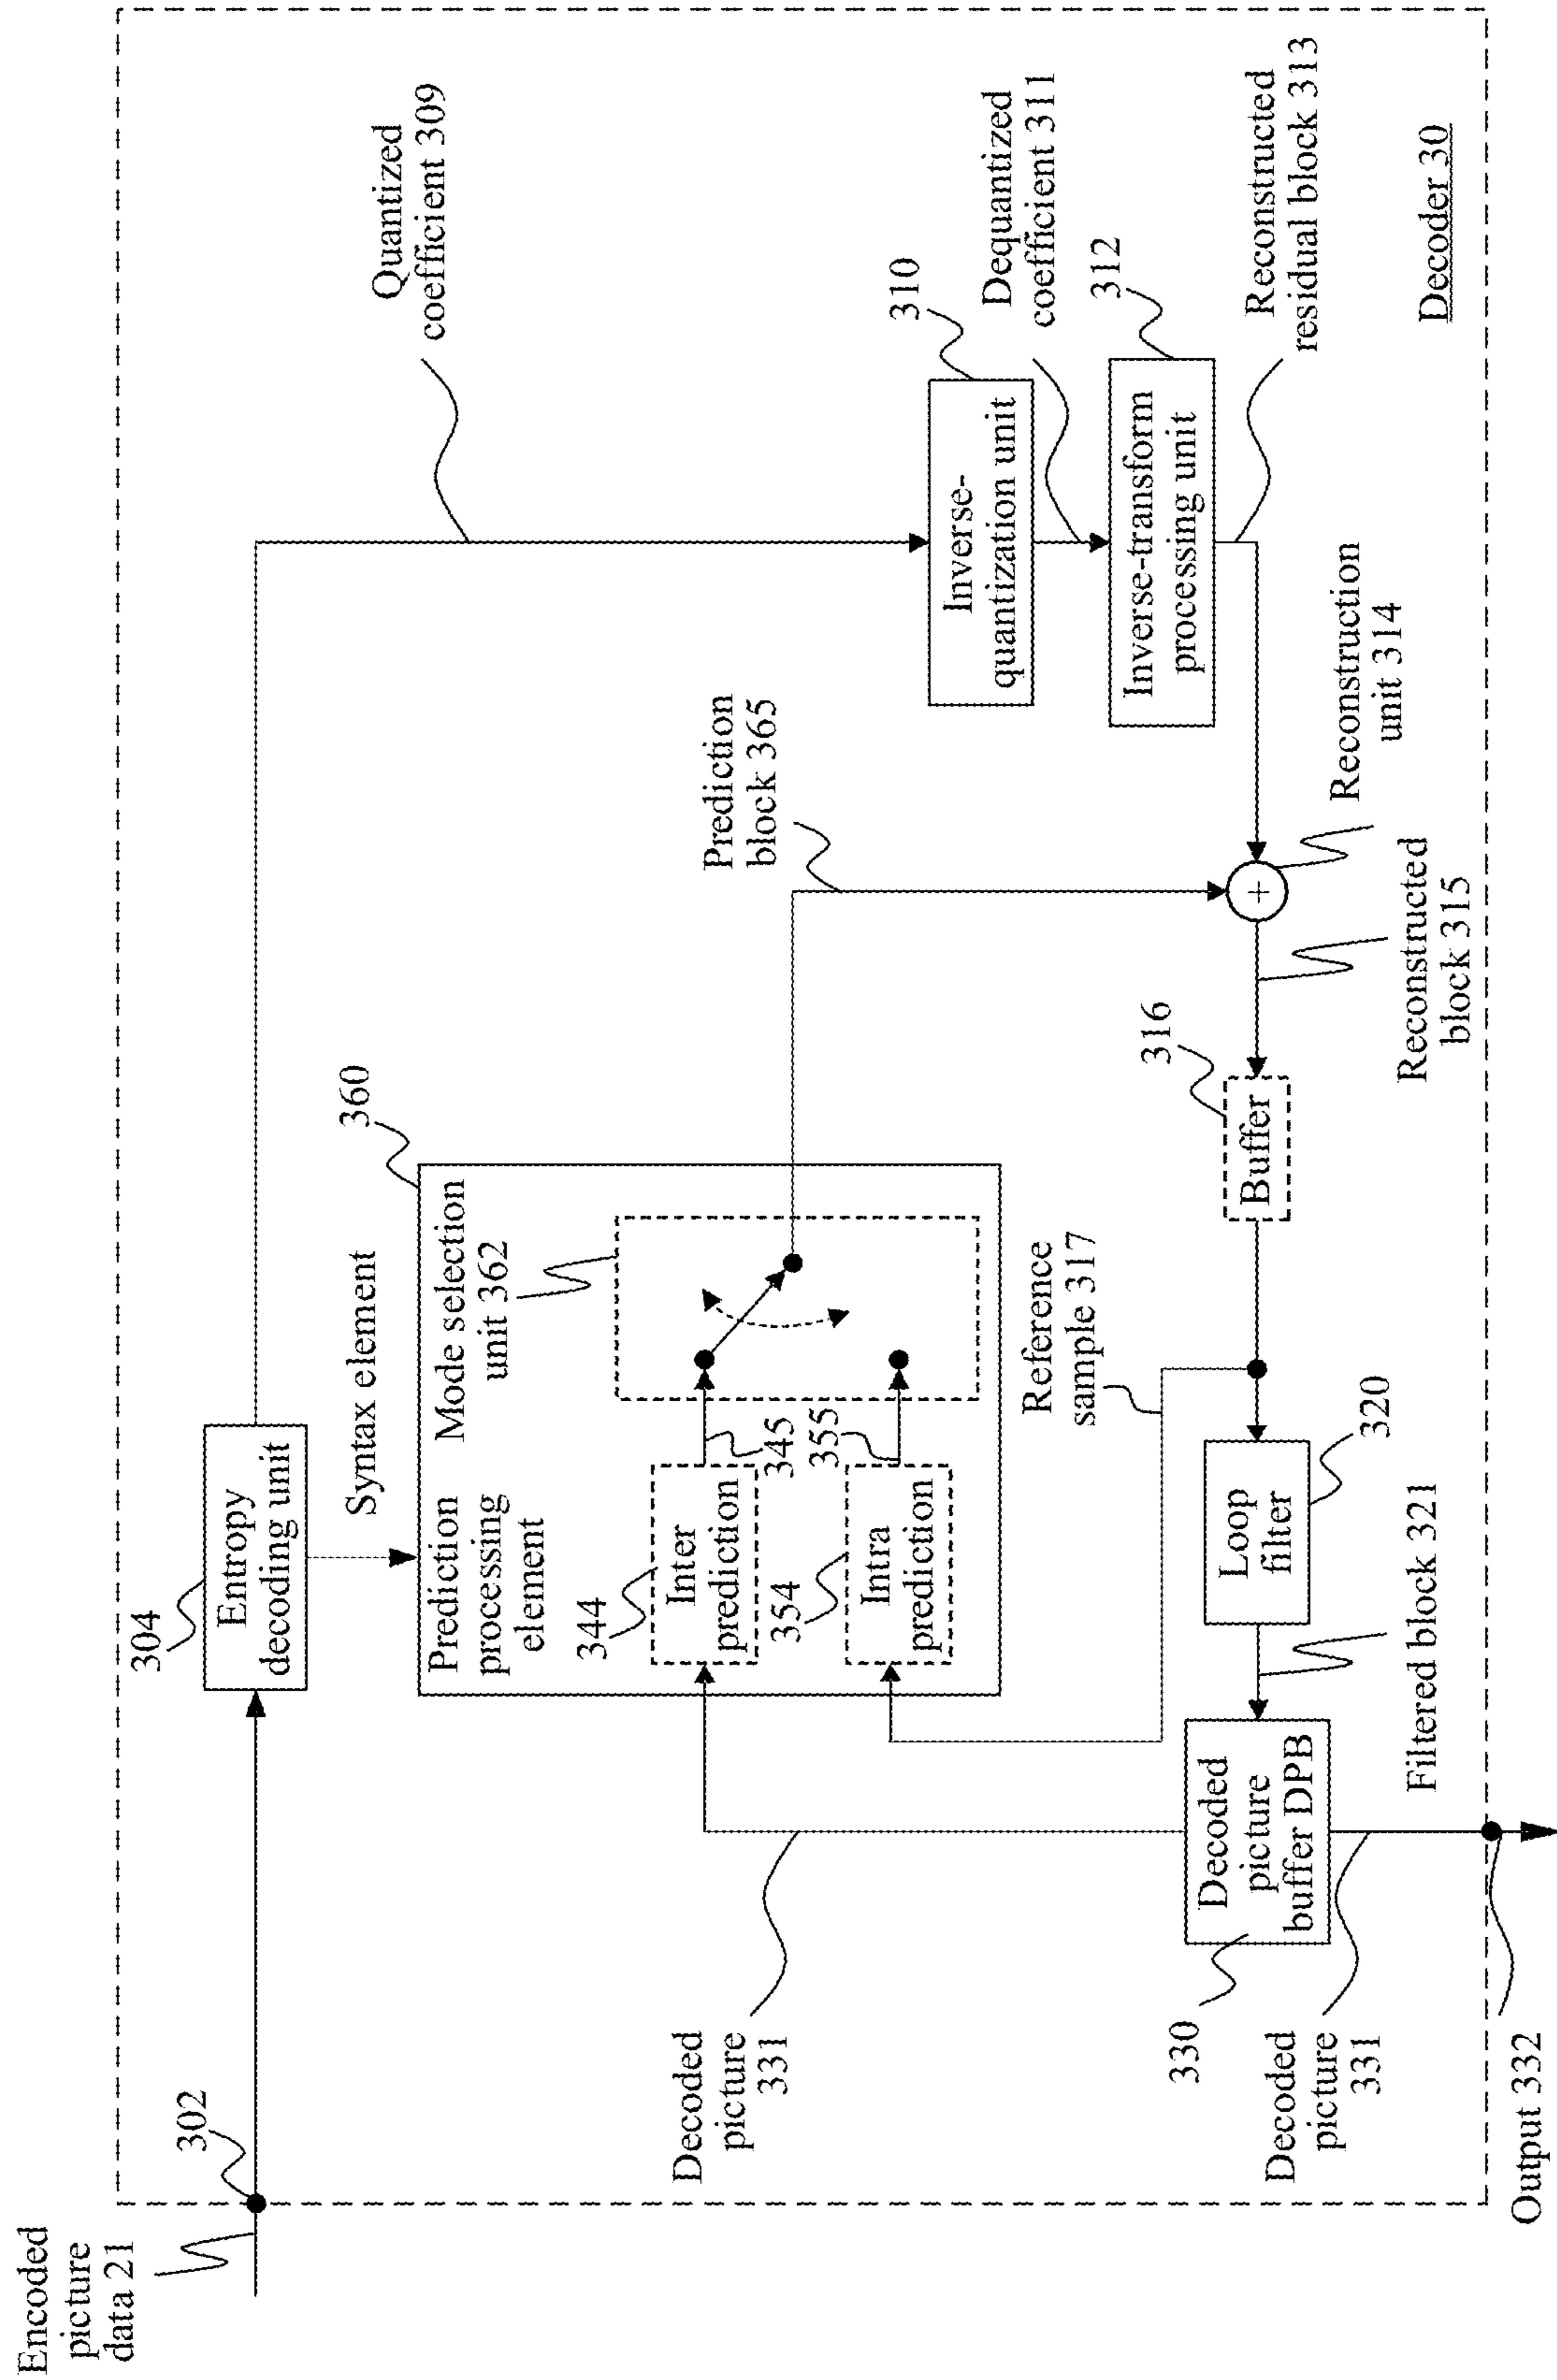 Encoded
picture
data 21
302
304
Entropy
decoding unit
Quantized
coefficient 309
Syntax element
360
Prediction
processing
element
Mode selection
unit 362
344
Inter
prediction
345
354
Intra
prediction
355
Prediction
block 365
310
Inverse-
quantization unit
Dequantized
coefficient 311
312
Inverse-transform
processing unit
Reconstructed
residual block 313
Reconstruction
unit 314
+
Reconstructed
block 315
316
Buffer
Reference
sample 317
320
Loop
filter
Filtered block 321
Decoded
picture
buffer DPB
330
Decoded
picture
331
Decoded
picture
331
Output 332
Decoder 30